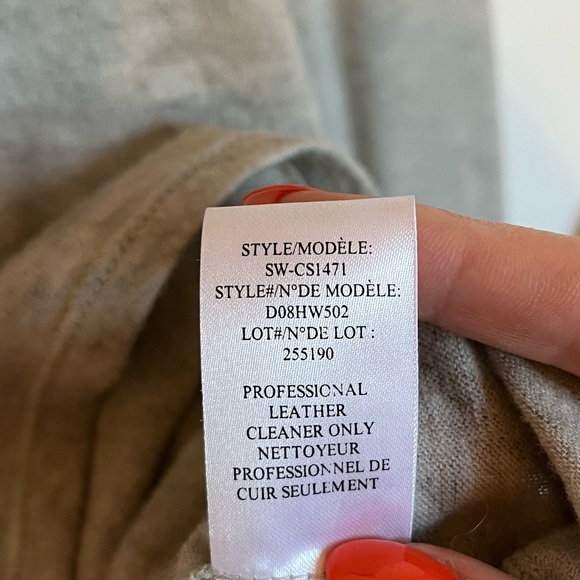 STYLE/MODÈLE:
SW-CS1471
STYLE#/N°DE MODÈLE:
D08HW502
LOT#/N°DE LOT :
255190
PROFESSIONAL
LEATHER
CLEANER ONLY
NETTOYEUR
PROFESSIONNEL DE
CUIR SEULEMENT